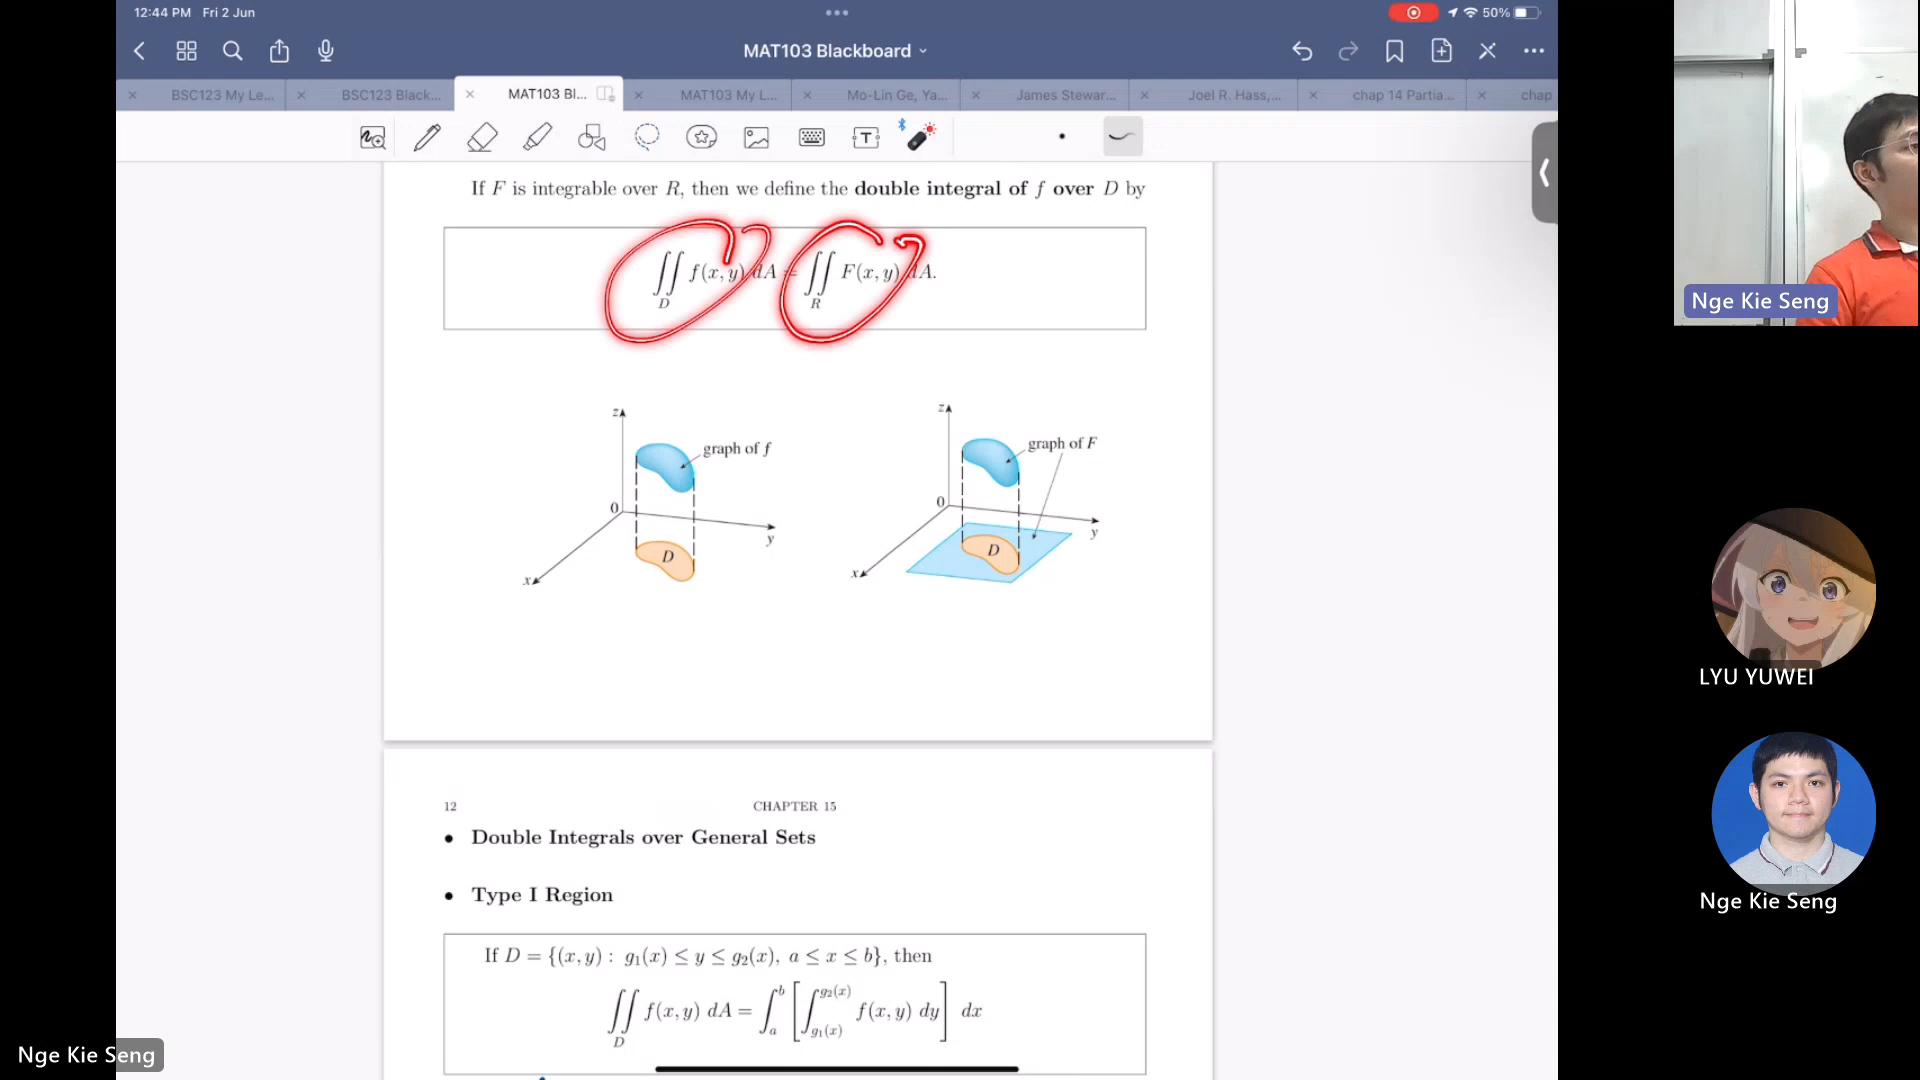 12:44 PM Fri 2 Jun
50%
MAT103 Blackboard
BSC123 My Le...
BSC123 Black...
MAT103 Bl...
MAT103 My L...
Mo-Lin Ge, Ya...
James Stewar...
Joel R. Hass,...
chap 14 Partia...
chap
If F is integrable over R, then we define the double integral of f over D by
∬_D f(x, y) dA = ∬_R F(x, y) dA.
z
graph of f
0
y
D
x
z
graph of F
0
y
D
x
12
CHAPTER 15
• Double Integrals over General Sets
• Type I Region
If D = {(x, y) : g₁(x) ≤ y ≤ g₂(x), a ≤ x ≤ b}, then
∬_D f(x, y) dA = ∫_a^b [∫_{g₁(x)}^{g₂(x)} f(x, y) dy] dx
Nge Kie Seng
LYU YUWEI
Nge Kie Seng
Nge Kie Seng